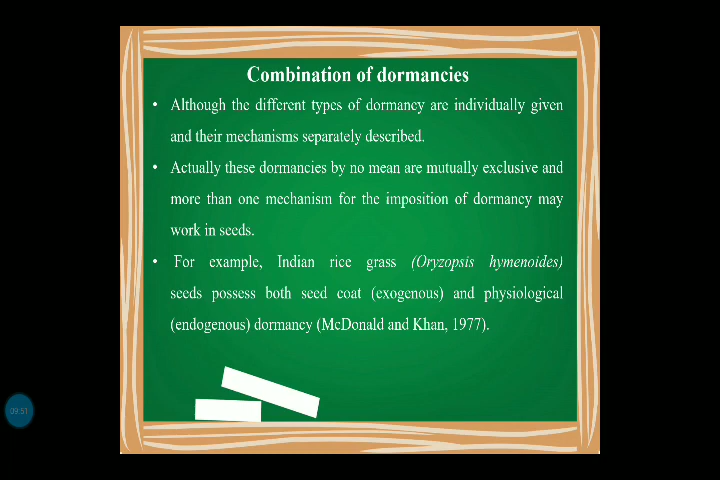 Combination of dormancies
• Although the different types of dormancy are individually given
and their mechanisms separately described.
• Actually these dormancies by no mean are mutually exclusive and
more than one mechanism for the imposition of dormancy may
work in seeds.
• For example, Indian rice grass (Oryzopsis hymenoides)
seeds possess both seed coat (exogenous) and physiological
(endogenous) dormancy (McDonald and Khan, 1977).
09:51